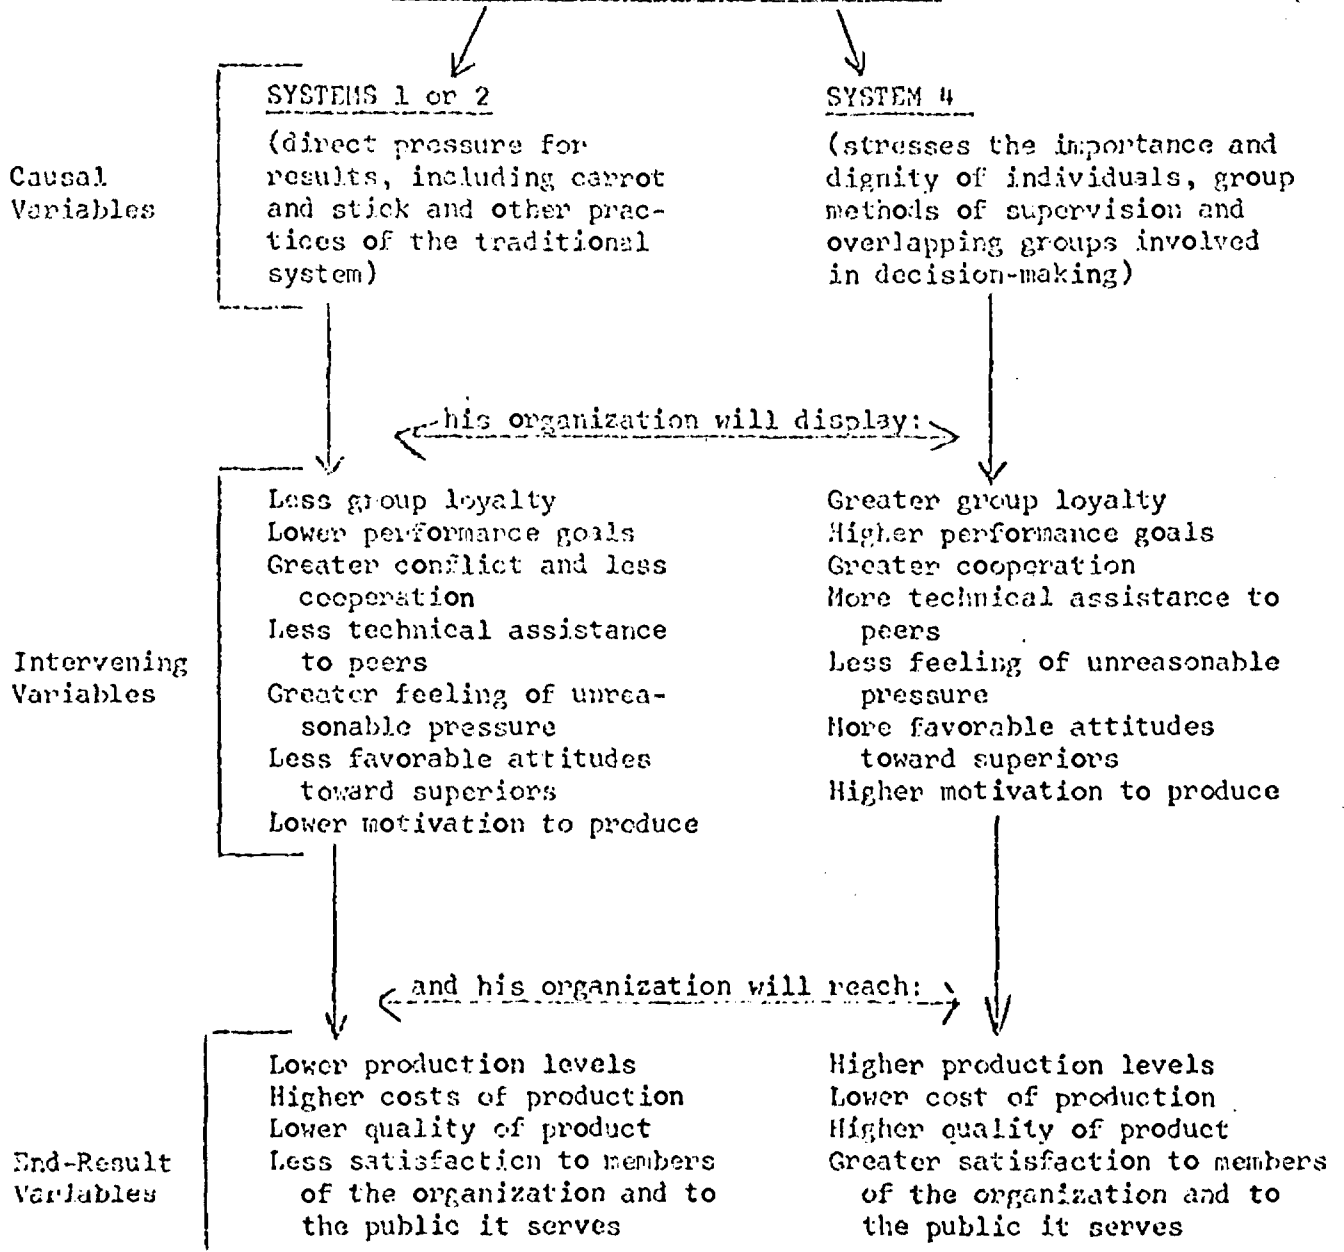 SYSTEMS 1 or 2
(direct pressure for
results, including carrot
and stick and other prac-
tices of the traditional
system)
SYSTEM 4
(stresses the importance and
dignity of individuals, group
methods of supervision and
overlapping groups involved
in decision-making)
Causal
Variables
his organization will display:
Less group loyalty
Lower performance goals
Greater conflict and less
cooperation
Less technical assistance
to peers
Greater feeling of unrea-
sonable pressure
Less favorable attitudes
toward superiors
Lower motivation to produce
Greater group loyalty
Higher performance goals
Greater cooperation
More technical assistance to
peers
Less feeling of unreasonable
pressure
More favorable attitudes
toward superiors
Higher motivation to produce
Intervening
Variables
and his organization will reach:
Lower production levels
Higher costs of production
Lower quality of product
Less satisfaction to members
of the organization and to
the public it serves
Higher production levels
Lower cost of production
Higher quality of product
Greater satisfaction to members
of the organization and to
the public it serves
End-Result
Variables